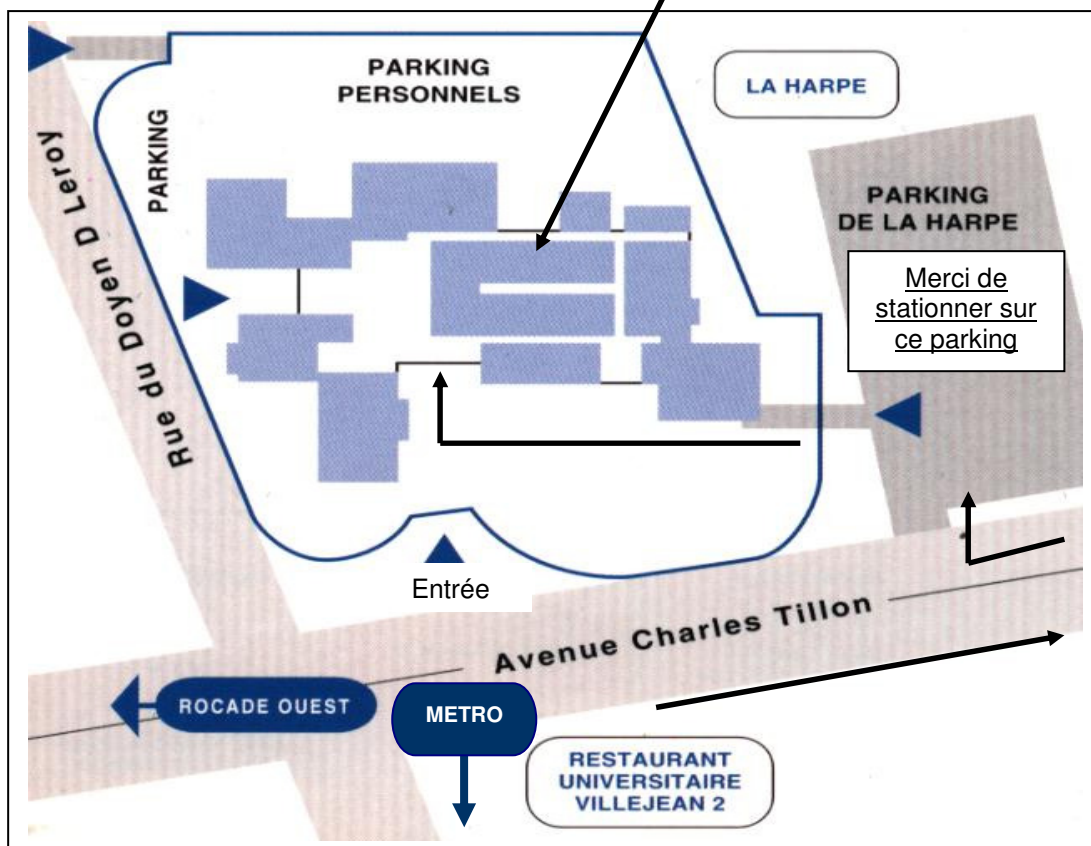 PARKING
PERSONNELS
LA HARPE
PARKING
Rue du Doyen D Leroy
PARKING
DE LA HARPE
Merci de
stationner sur
ce parking
Entrée
Avenue Charles Tillon
ROCADE OUEST
METRO
RESTAURANT
UNIVERSITAIRE
VILLEJEAN 2